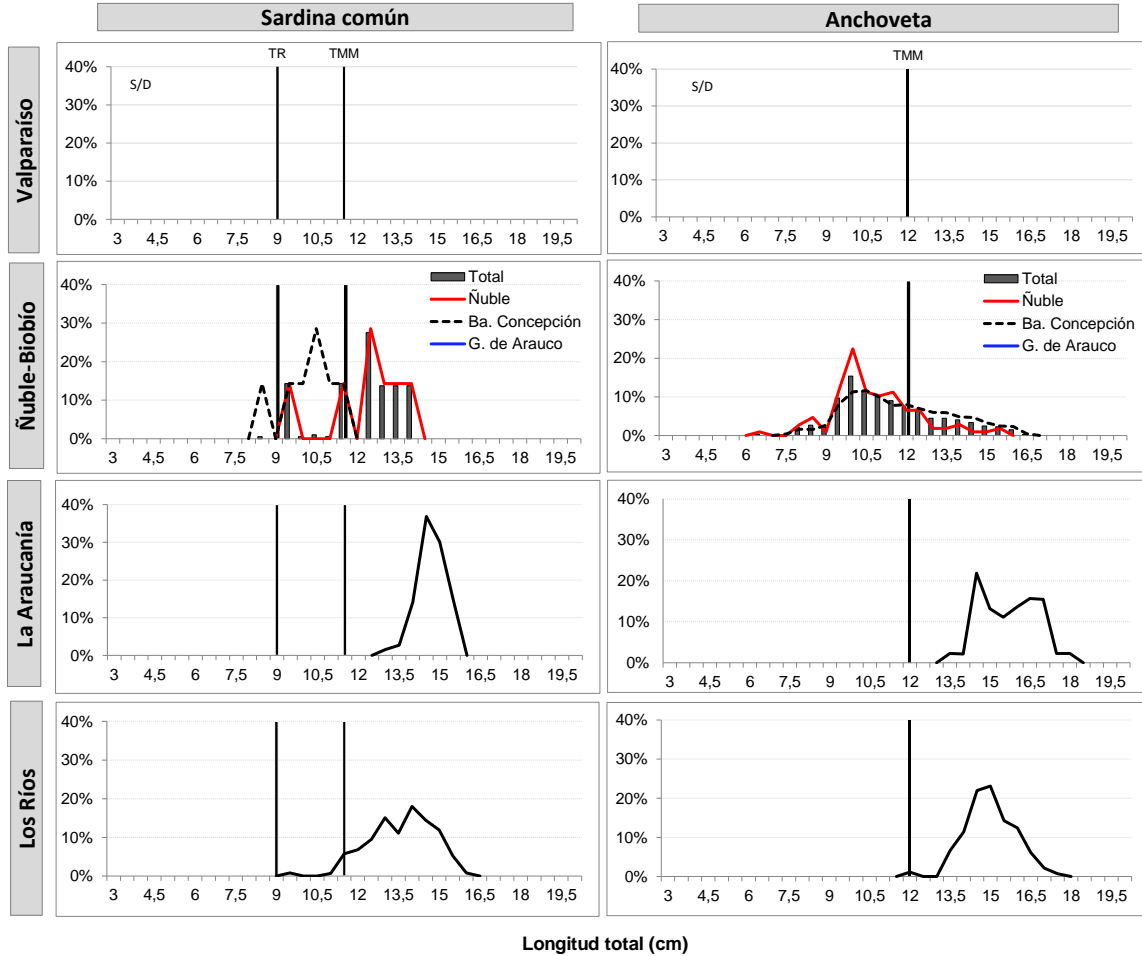 Sardina común
Anchoveta
Valparaíso
TR TMM
S/D
40%
30%
20%
10%
0%
3 4,5 6 7,5 9 10,5 12 13,5 15 16,5 18 19,5
TMM
S/D
40%
30%
20%
10%
0%
3 4,5 6 7,5 9 10,5 12 13,5 15 16,5 18 19,5
Ñuble-Biobío
40%
30%
20%
10%
0%
Total
Ñuble
Ba. Concepción
G. de Arauco
3 4,5 6 7,5 9 10,5 12 13,5 15 16,5 18 19,5
40%
30%
20%
10%
0%
Total
Ñuble
Ba. Concepción
G. de Arauco
3 4,5 6 7,5 9 10,5 12 13,5 15 16,5 18 19,5
La Araucanía
40%
30%
20%
10%
0%
3 4,5 6 7,5 9 10,5 12 13,5 15 16,5 18 19,5
40%
30%
20%
10%
0%
3 4,5 6 7,5 9 10,5 12 13,5 15 16,5 18 19,5
Los Ríos
40%
30%
20%
10%
0%
3 4,5 6 7,5 9 10,5 12 13,5 15 16,5 18 19,5
40%
30%
20%
10%
0%
3 4,5 6 7,5 9 10,5 12 13,5 15 16,5 18 19,5
Longitud total (cm)